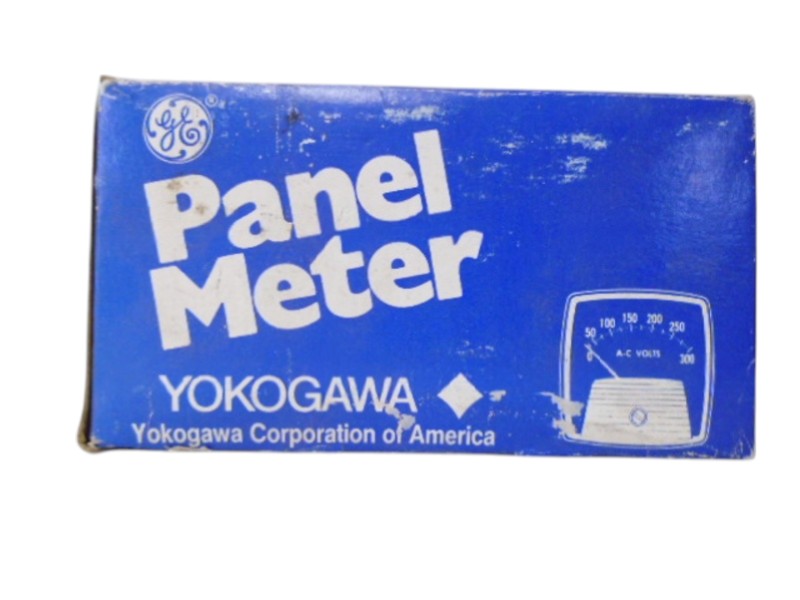 GE ®
Panel
Meter
YOKOGAWA
Yokogawa Corporation of America
0 50 100 150 200 250 300
A-C VOLTS